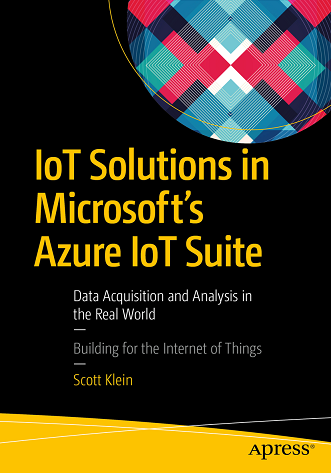 IoT Solutions in
Microsoft's
Azure IoT Suite
Data Acquisition and Analysis in
the Real World
—
Building for the Internet of Things
—
Scott Klein
Apress®